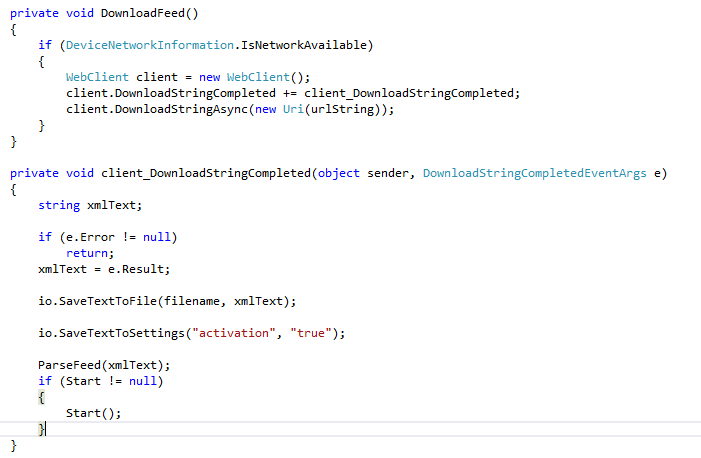 private void DownloadFeed()
{
    if (DeviceNetworkInformation.IsNetworkAvailable)
    {
        WebClient client = new WebClient();
        client.DownloadStringCompleted += client_DownloadStringCompleted;
        client.DownloadStringAsync(new Uri(urlString));
    }
}

private void client_DownloadStringCompleted(object sender, DownloadStringCompletedEventArgs e)
{
    string xmlText;

    if (e.Error != null)
        return;
    xmlText = e.Result;

    io.SaveTextToFile(filename, xmlText);

    io.SaveTextToSettings("activation", "true");

    ParseFeed(xmlText);
    if (Start != null)
    {
        Start();
    }
}